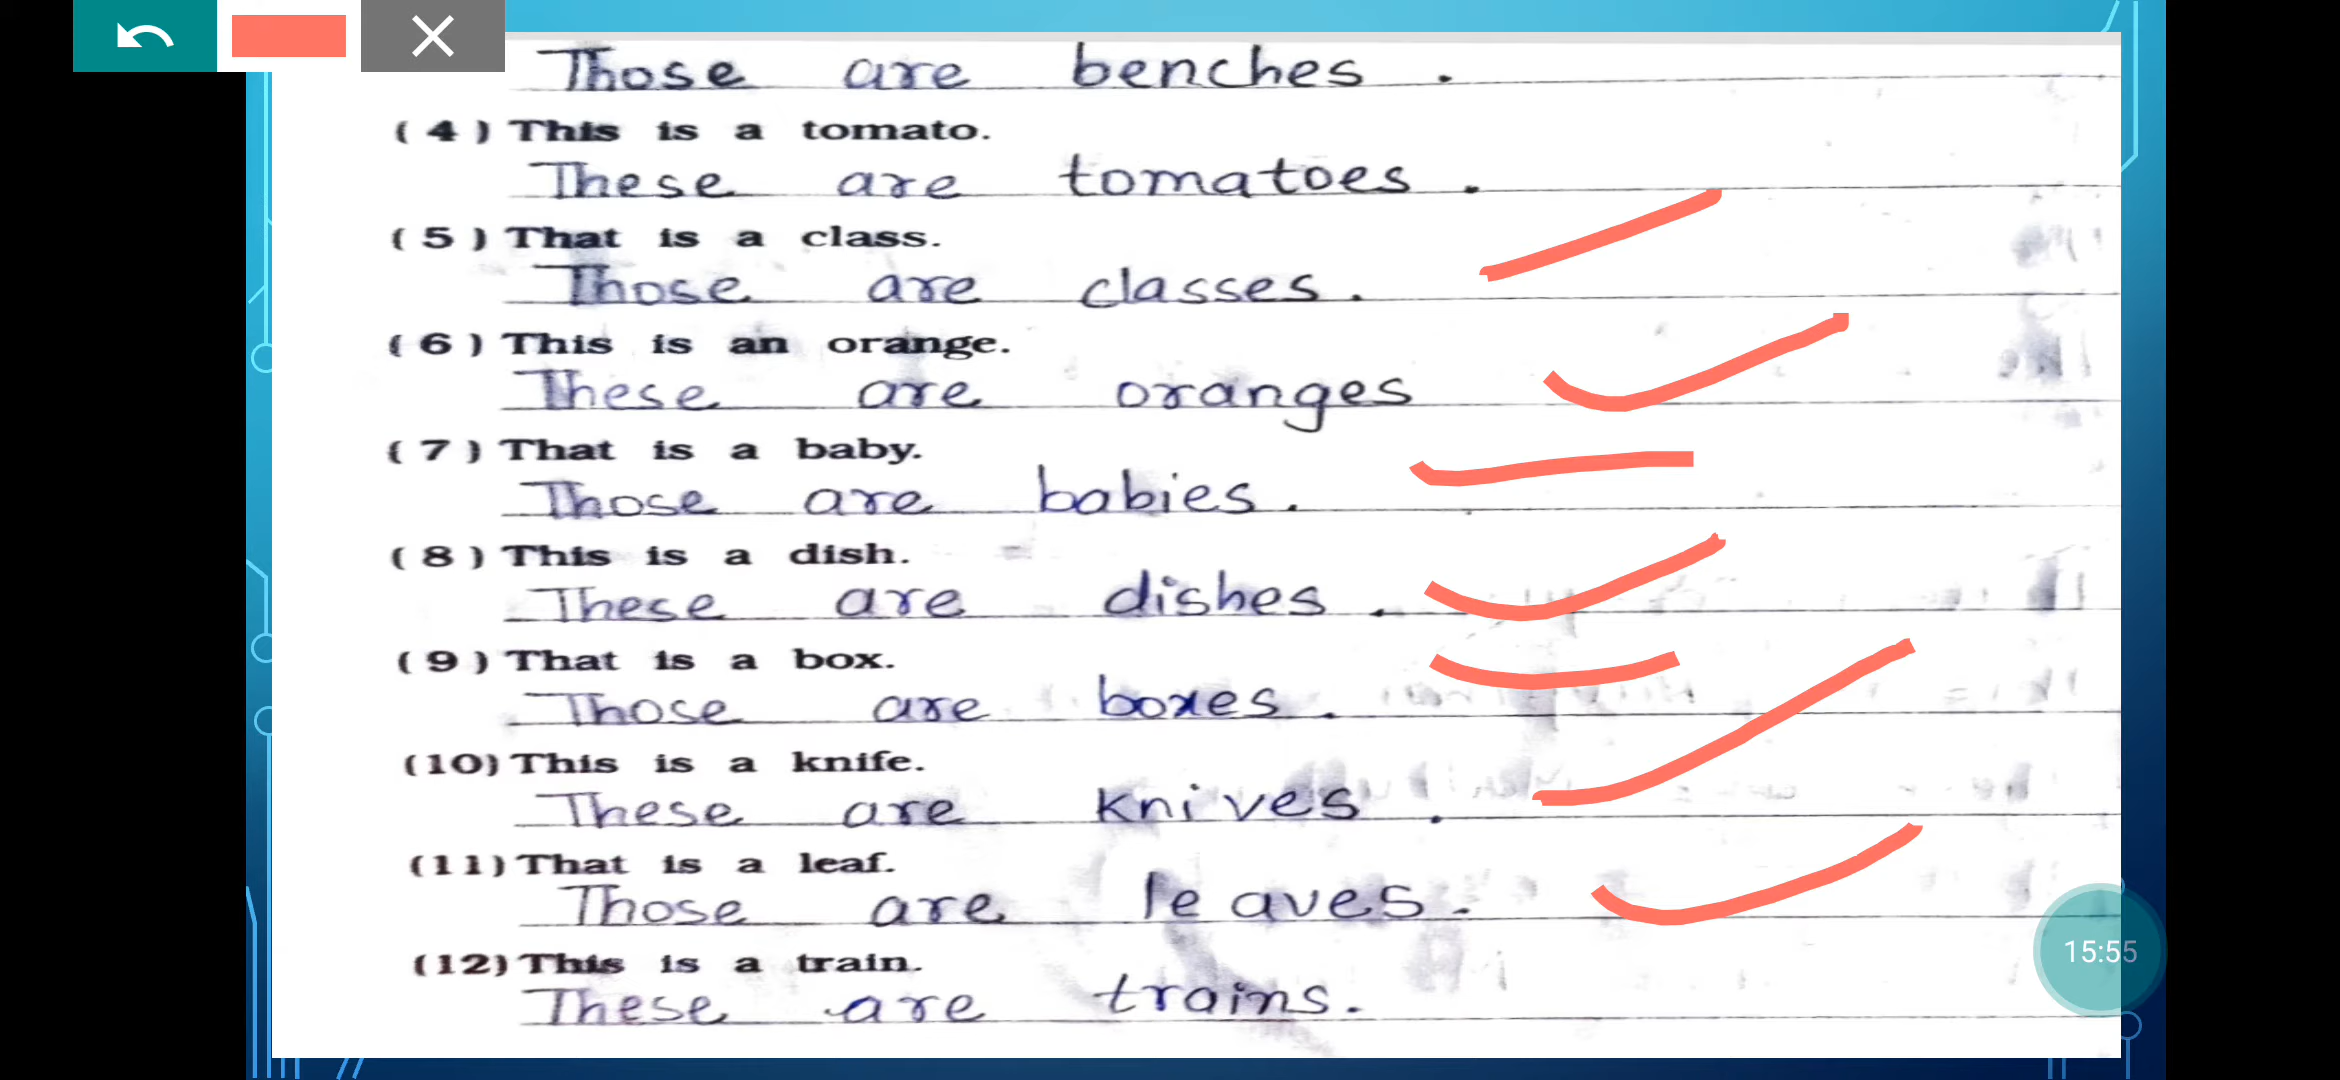 Those are benches.
(4) This is a tomato.
These are tomatoes.
(5) That is a class.
Those are classes.
(6) This is an orange.
These are oranges
(7) That is a baby.
Those are babies.
(8) This is a dish.
These are dishes.
(9) That is a box.
Those are boxes.
(10) This is a knife.
These are knives.
(11) That is a leaf.
Those are leaves.
(12) This is a train.
These are trains.
15:55